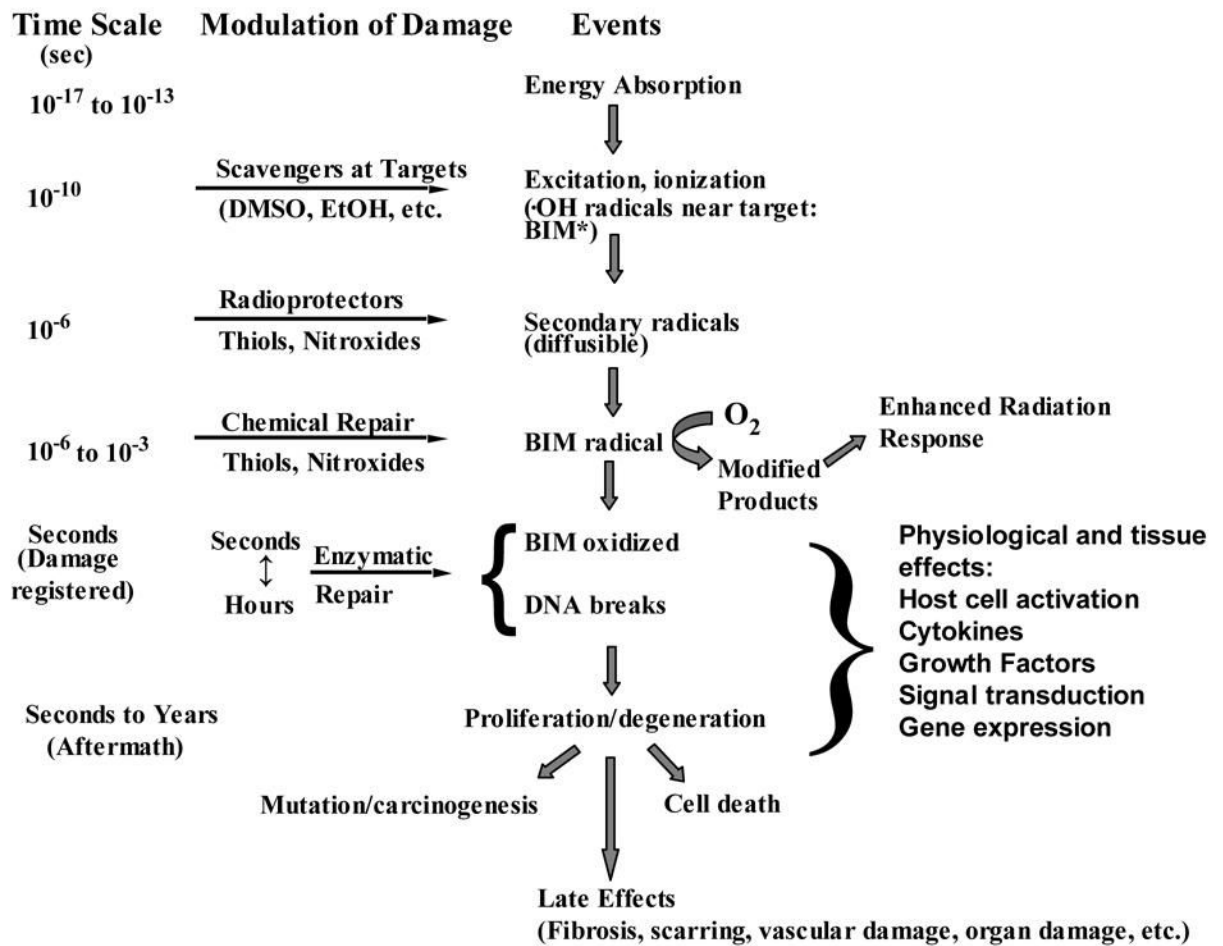 Time Scale Modulation of Damage Events
(sec)
10⁻¹⁷ to 10⁻¹³
Energy Absorption
10⁻¹⁰
Scavengers at Targets
(DMSO, EtOH, etc.
Excitation, ionization
(·OH radicals near target:
BIM*)
10⁻⁶
Radioprotectors
Thiols, Nitroxides
Secondary radicals
(diffusible)
10⁻⁶ to 10⁻³
Chemical Repair
Thiols, Nitroxides
BIM radical
O₂
Modified
Products
Enhanced Radiation
Response
Seconds
(Damage
registered)
Seconds
Hours
Enzymatic
Repair
BIM oxidized
DNA breaks
Physiological and tissue
effects:
Host cell activation
Cytokines
Growth Factors
Signal transduction
Gene expression
Seconds to Years
(Aftermath)
Proliferation/degeneration
Mutation/carcinogenesis
Cell death
Late Effects
(Fibrosis, scarring, vascular damage, organ damage, etc.)